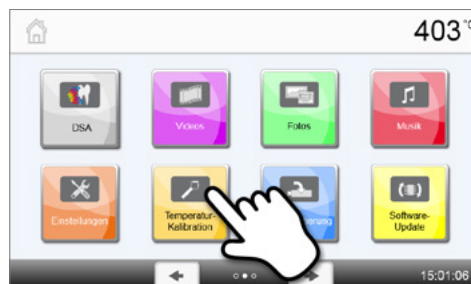 403 °C
DSA
Videos
Fotos
Musik
Einstellungen
Temperatur-
Kalibration
Software-
Update
15:01:06